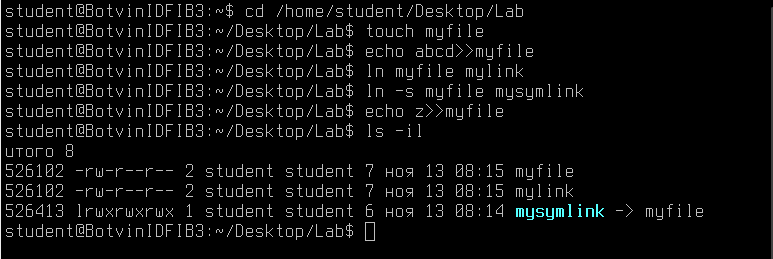 student@BotvinIDFIB3:~$ cd /home/student/Desktop/Lab
student@BotvinIDFIB3:~/Desktop/Lab$ touch myfile
student@BotvinIDFIB3:~/Desktop/Lab$ echo abcd>>myfile
student@BotvinIDFIB3:~/Desktop/Lab$ ln myfile mylink
student@BotvinIDFIB3:~/Desktop/Lab$ ln -s myfile mysymlink
student@BotvinIDFIB3:~/Desktop/Lab$ echo z>>myfile
student@BotvinIDFIB3:~/Desktop/Lab$ ls -il
итого 8
526102 -rw-r--r-- 2 student student 7 ноя 13 08:15 myfile
526102 -rw-r--r-- 2 student student 7 ноя 13 08:15 mylink
526413 lrwxrwxrwx 1 student student 6 ноя 13 08:14 mysymlink -> myfile
student@BotvinIDFIB3:~/Desktop/Lab$